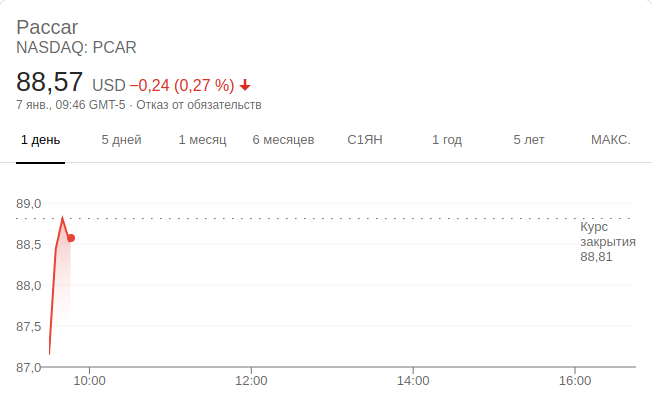 Paccar
NASDAQ: PCAR
88,57 USD −0,24 (0,27 %)
7 янв., 09:46 GMT-5 · Отказ от обязательств
1 день 5 дней 1 месяц 6 месяцев С1ЯН 1 год 5 лет МАКС.
89,0
88,5
88,0
87,5
87,0
Курс
закрытия
88,81
10:00 12:00 14:00 16:00